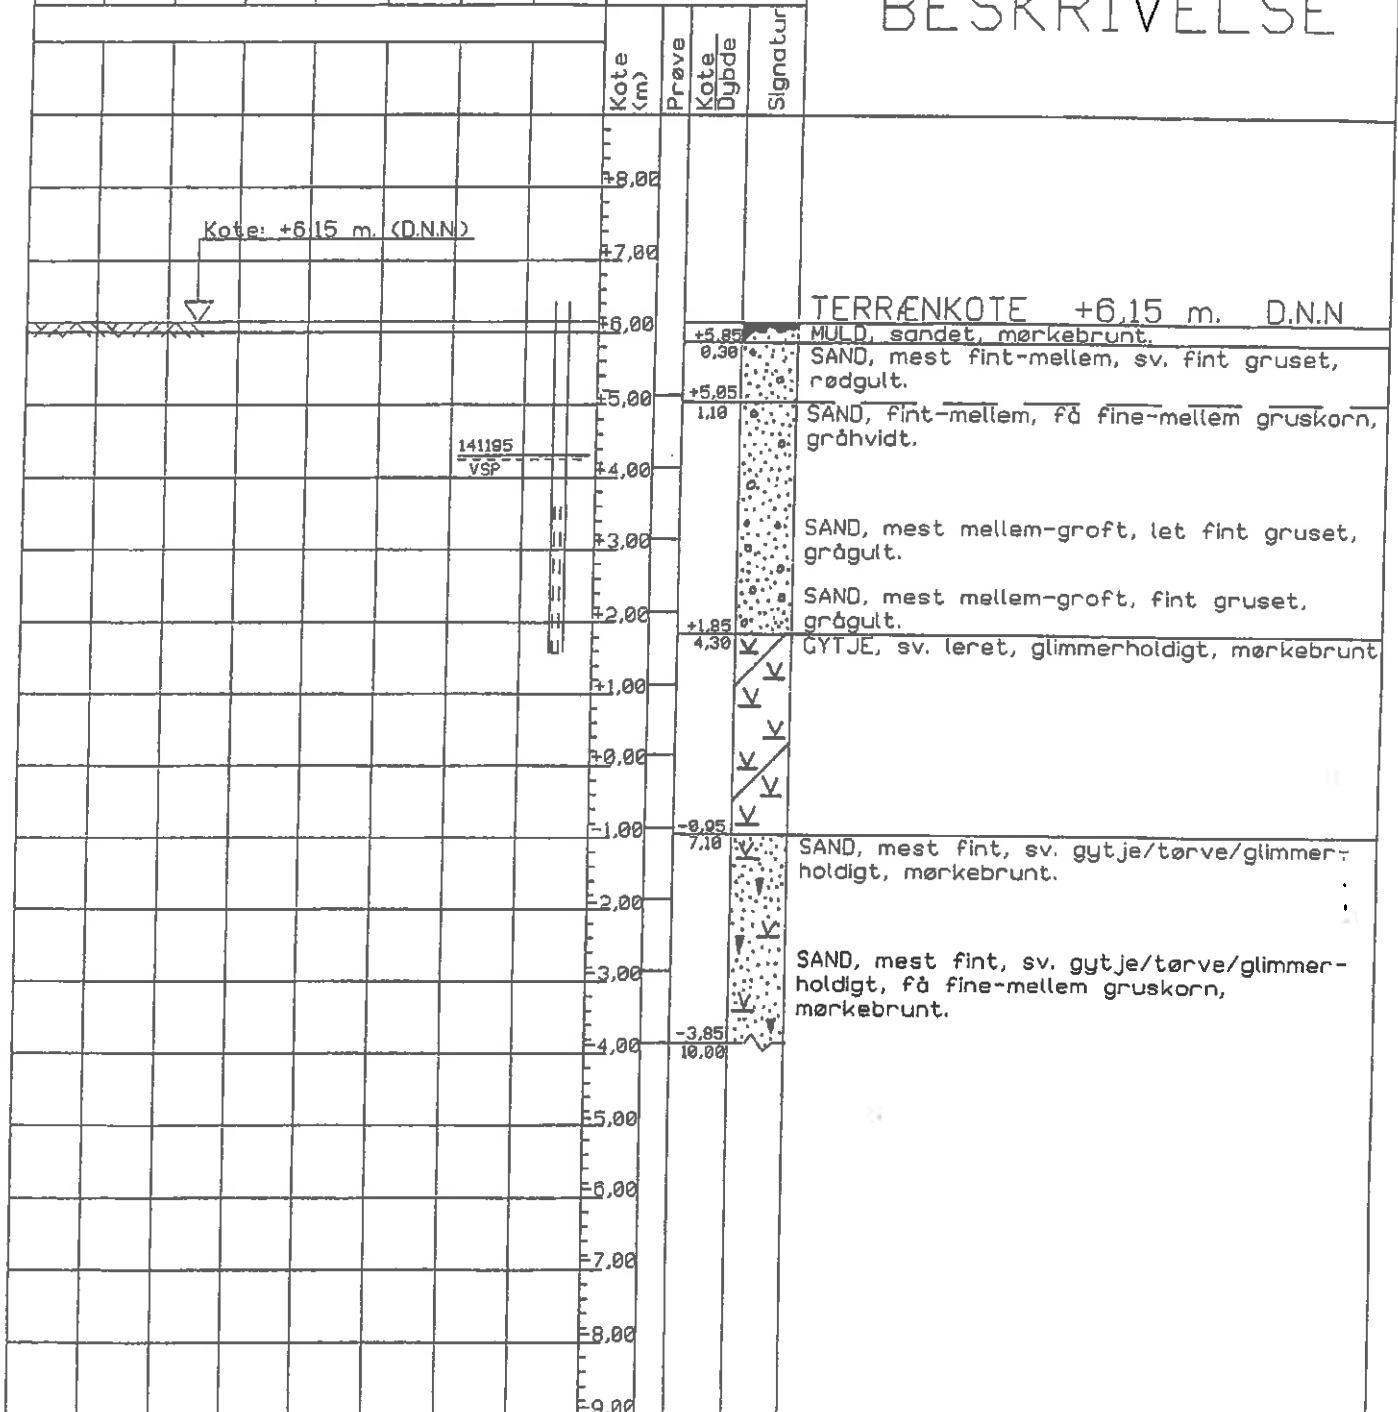 BESKRIVELSE
Kote (m)
Prøve
Kote
Dybde
Signatur
+8,00
Kote: +6,15 m. (D.N.N)
+7,00
TERRÆNKOTE +6,15 m. D.N.N
+6,00
+5,85
MULD, sandet, mørkebrunt.
0,30
SAND, mest fint-mellem, sv. fint gruset,
rødgult.
+5,05
+5,00
1,10
SAND, fint-mellem, få fine-mellem gruskorn,
gråhvidt.
141195
VSP
+4,00
SAND, mest mellem-groft, let fint gruset,
grågult.
+3,00
SAND, mest mellem-groft, fint gruset,
grågult.
+2,00
+1,85
4,30
GYTJE, sv. leret, glimmerholdigt, mørkebrunt
+1,00
+0,00
-1,00
-0,95
7,10
SAND, mest fint, sv. gytje/tørve/glimmer-
holdigt, mørkebrunt.
-2,00
SAND, mest fint, sv. gytje/tørve/glimmer-
holdigt, få fine-mellem gruskorn,
mørkebrunt.
-3,00
-3,85
10,00
-4,00
-5,00
-6,00
-7,00
-8,00
-9,00